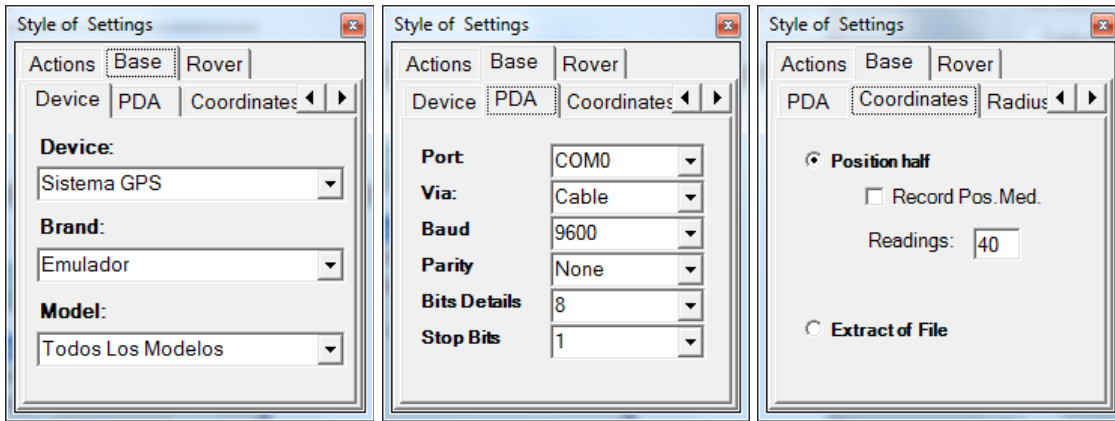 Style of Settings
Actions Base Rover
Device PDA Coordinates
Device:
Sistema GPS
Brand:
Emulador
Model:
Todos Los Modelos
Style of Settings
Actions Base Rover
Device PDA Coordinates
Port: COM0
Via: Cable
Baud 9600
Parity None
Bits Details 8
Stop Bits 1
Style of Settings
Actions Base Rover
PDA Coordinates Radius
Position half
Record Pos.Med.
Readings: 40
Extract of File